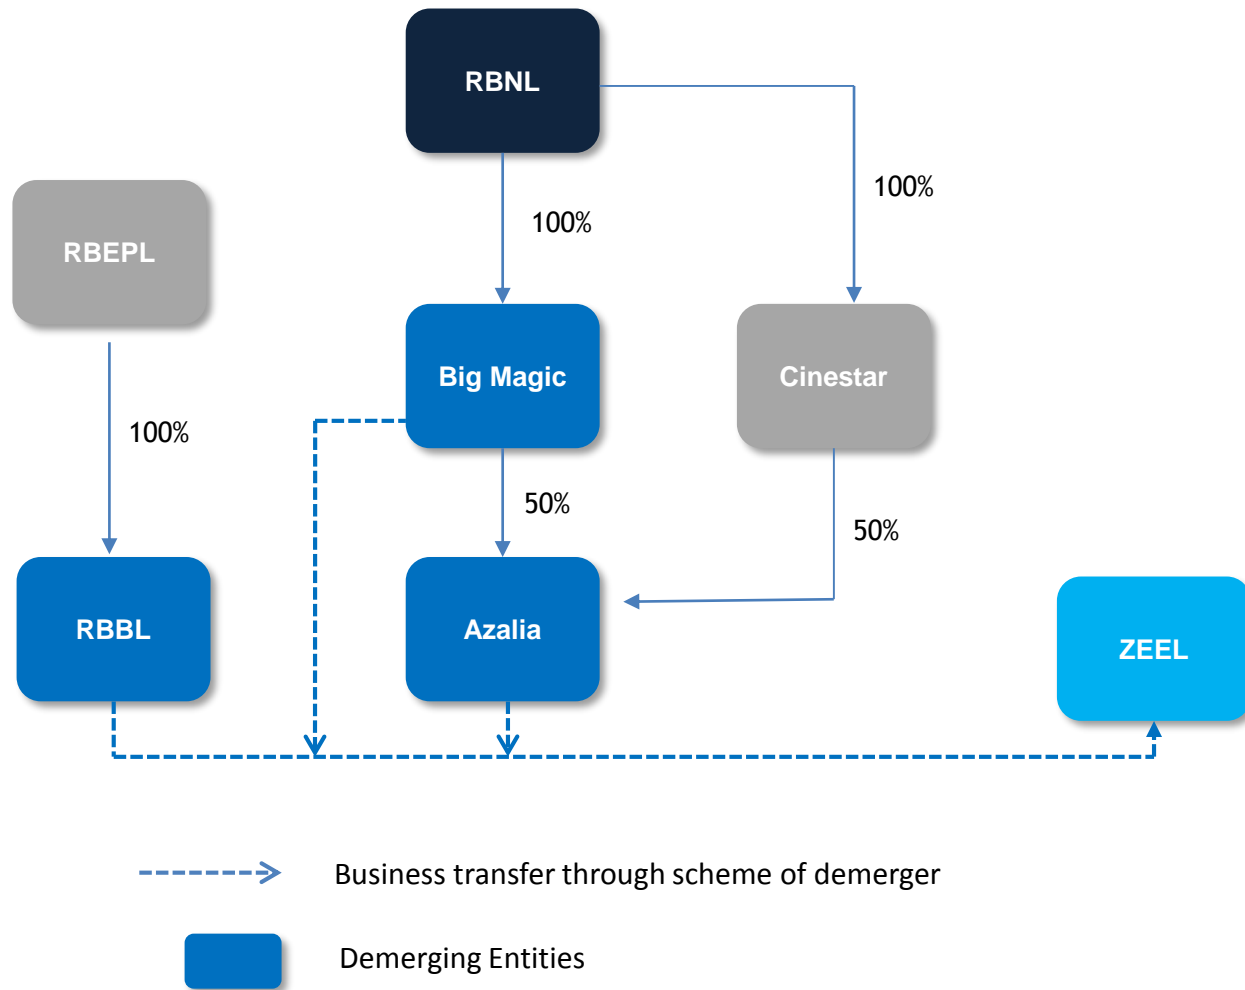 RBNL
100%
RBEPL
100%
Big Magic
Cinestar
100%
50%
50%
RBBL
Azalia
ZEEL
Business transfer through scheme of demerger
Demerging Entities